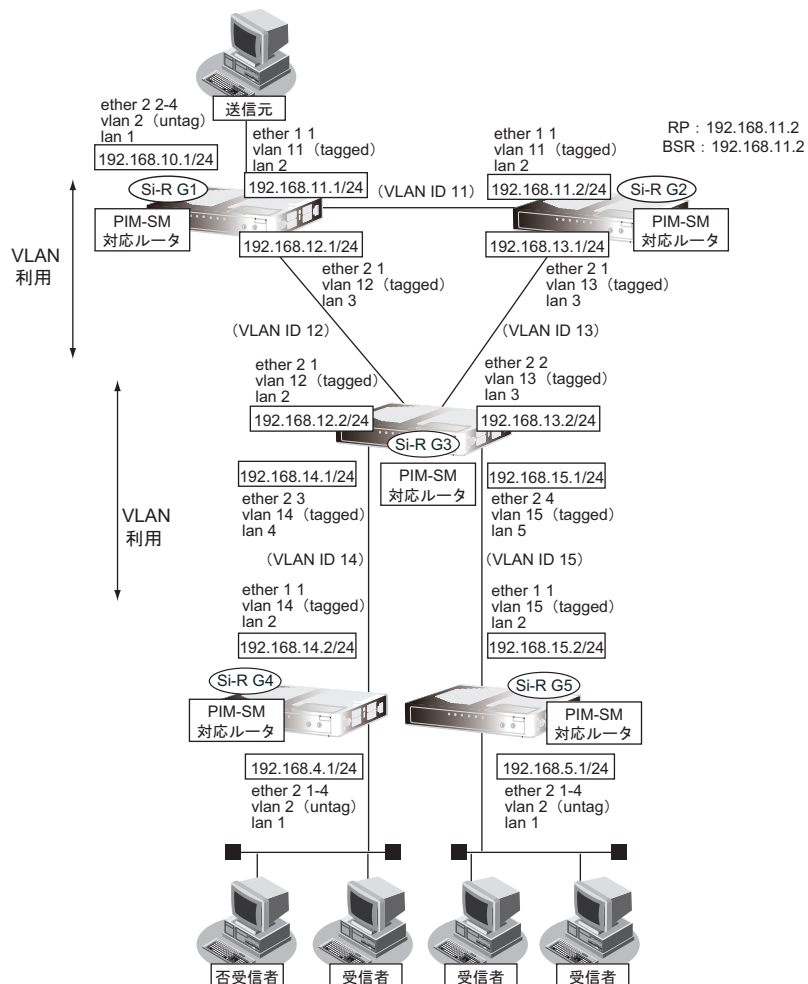 送信元
ether 2 2-4
vlan 2（untag）
lan 1
192.168.10.1/24
ether 1 1
vlan 11（tagged）
lan 2
192.168.11.1/24
（VLAN ID 11）
ether 1 1
vlan 11（tagged）
lan 2
192.168.11.2/24
RP：192.168.11.2
BSR：192.168.11.2
Si-R G1
PIM-SM
対応ルータ
Si-R G2
PIM-SM
対応ルータ
VLAN
利用
192.168.12.1/24
ether 2 1
vlan 12（tagged）
lan 3
192.168.13.1/24
ether 2 1
vlan 13（tagged）
lan 3
（VLAN ID 12）
（VLAN ID 13）
ether 2 1
vlan 12（tagged）
lan 2
192.168.12.2/24
ether 2 2
vlan 13（tagged）
lan 3
192.168.13.2/24
Si-R G3
PIM-SM
対応ルータ
VLAN
利用
192.168.14.1/24
ether 2 3
vlan 14（tagged）
lan 4
192.168.15.1/24
ether 2 4
vlan 15（tagged）
lan 5
（VLAN ID 14）
（VLAN ID 15）
ether 1 1
vlan 14（tagged）
lan 2
192.168.14.2/24
ether 1 1
vlan 15（tagged）
lan 2
192.168.15.2/24
Si-R G4
PIM-SM
対応ルータ
Si-R G5
PIM-SM
対応ルータ
192.168.4.1/24
ether 2 1-4
vlan 2（untag）
lan 1
192.168.5.1/24
ether 2 1-4
vlan 2（untag）
lan 1
否受信者
受信者
受信者
受信者